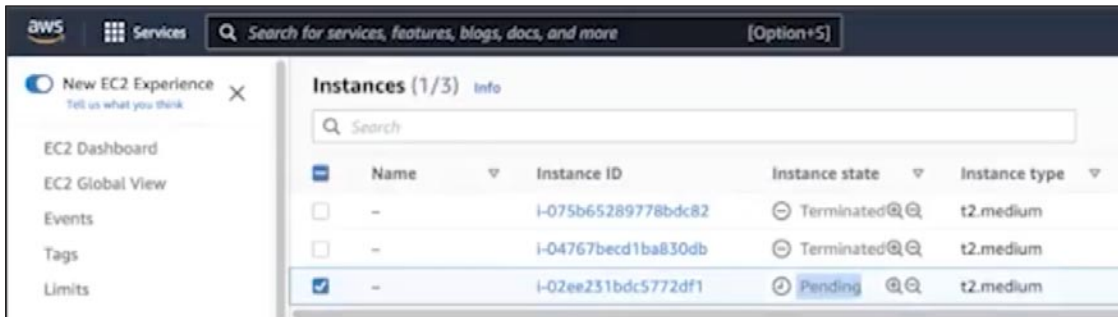 aws Services Search for services, features, blogs, docs, and more [Option+S]
New EC2 Experience
Tell us what you think
EC2 Dashboard
EC2 Global View
Events
Tags
Limits
Instances (1/3) Info
Search
Name Instance ID Instance state Instance type
– i-075b65289778bdc82 Terminated t2.medium
– i-04767becd1ba830db Terminated t2.medium
– i-02ee231bdc5772df1 Pending t2.medium